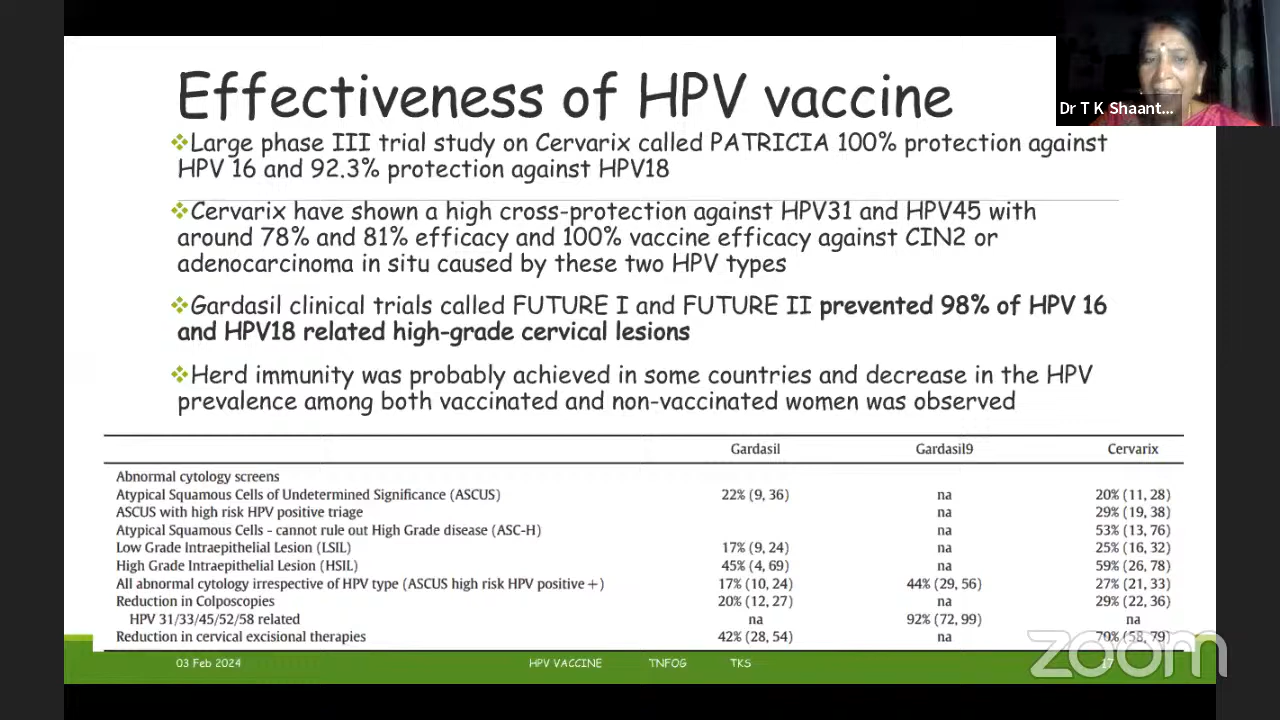 Effectiveness of HPV vaccine
Dr T K Shaant...
❖Large phase III trial study on Cervarix called PATRICIA 100% protection against
HPV 16 and 92.3% protection against HPV18
❖Cervarix have shown a high cross-protection against HPV31 and HPV45 with
around 78% and 81% efficacy and 100% vaccine efficacy against CIN2 or
adenocarcinoma in situ caused by these two HPV types
❖Gardasil clinical trials called FUTURE I and FUTURE II prevented 98% of HPV 16
and HPV18 related high-grade cervical lesions
❖Herd immunity was probably achieved in some countries and decrease in the HPV
prevalence among both vaccinated and non-vaccinated women was observed
Gardasil Gardasil9 Cervarix
Abnormal cytology screens
Atypical Squamous Cells of Undetermined Significance (ASCUS) 22% (9, 36) na 20% (11, 28)
ASCUS with high risk HPV positive triage na 29% (19, 38)
Atypical Squamous Cells - cannot rule out High Grade disease (ASC-H) na 53% (13, 76)
Low Grade Intraepithelial Lesion (LSIL) 17% (9, 24) na 25% (16, 32)
High Grade Intraepithelial Lesion (HSIL) 45% (4, 69) na 59% (26, 78)
All abnormal cytology irrespective of HPV type (ASCUS high risk HPV positive +) 17% (10, 24) 44% (29, 56) 27% (21, 33)
Reduction in Colposcopies 20% (12, 27) na 29% (22, 36)
HPV 31/33/45/52/58 related na 92% (72, 99) na
Reduction in cervical excisional therapies 42% (28, 54) na 70% (58, 79)
03 Feb 2024 HPV VACCINE TNFOG TKS 17
zoom